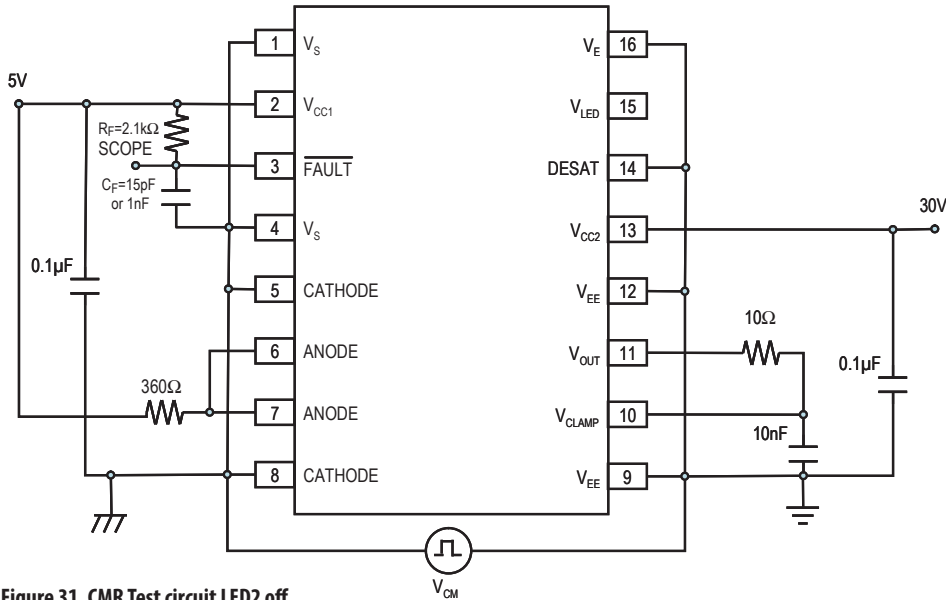 5V
RF=2.1kΩ
SCOPE
CF=15pF
or 1nF
0.1µF
360Ω
1 VS
2 VCC1
3 FAULT
4 VS
5 CATHODE
6 ANODE
7 ANODE
8 CATHODE
VE 16
VLED 15
DESAT 14
VCC2 13
VEE 12
VOUT 11
VCLAMP 10
VEE 9
30V
10Ω
0.1µF
10nF
VCM
Figure 31. CMR Test circuit LED2 off